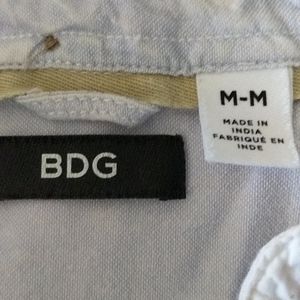 M-M
MADE IN
INDIA
FABRIQUÉ EN
INDE
BDG